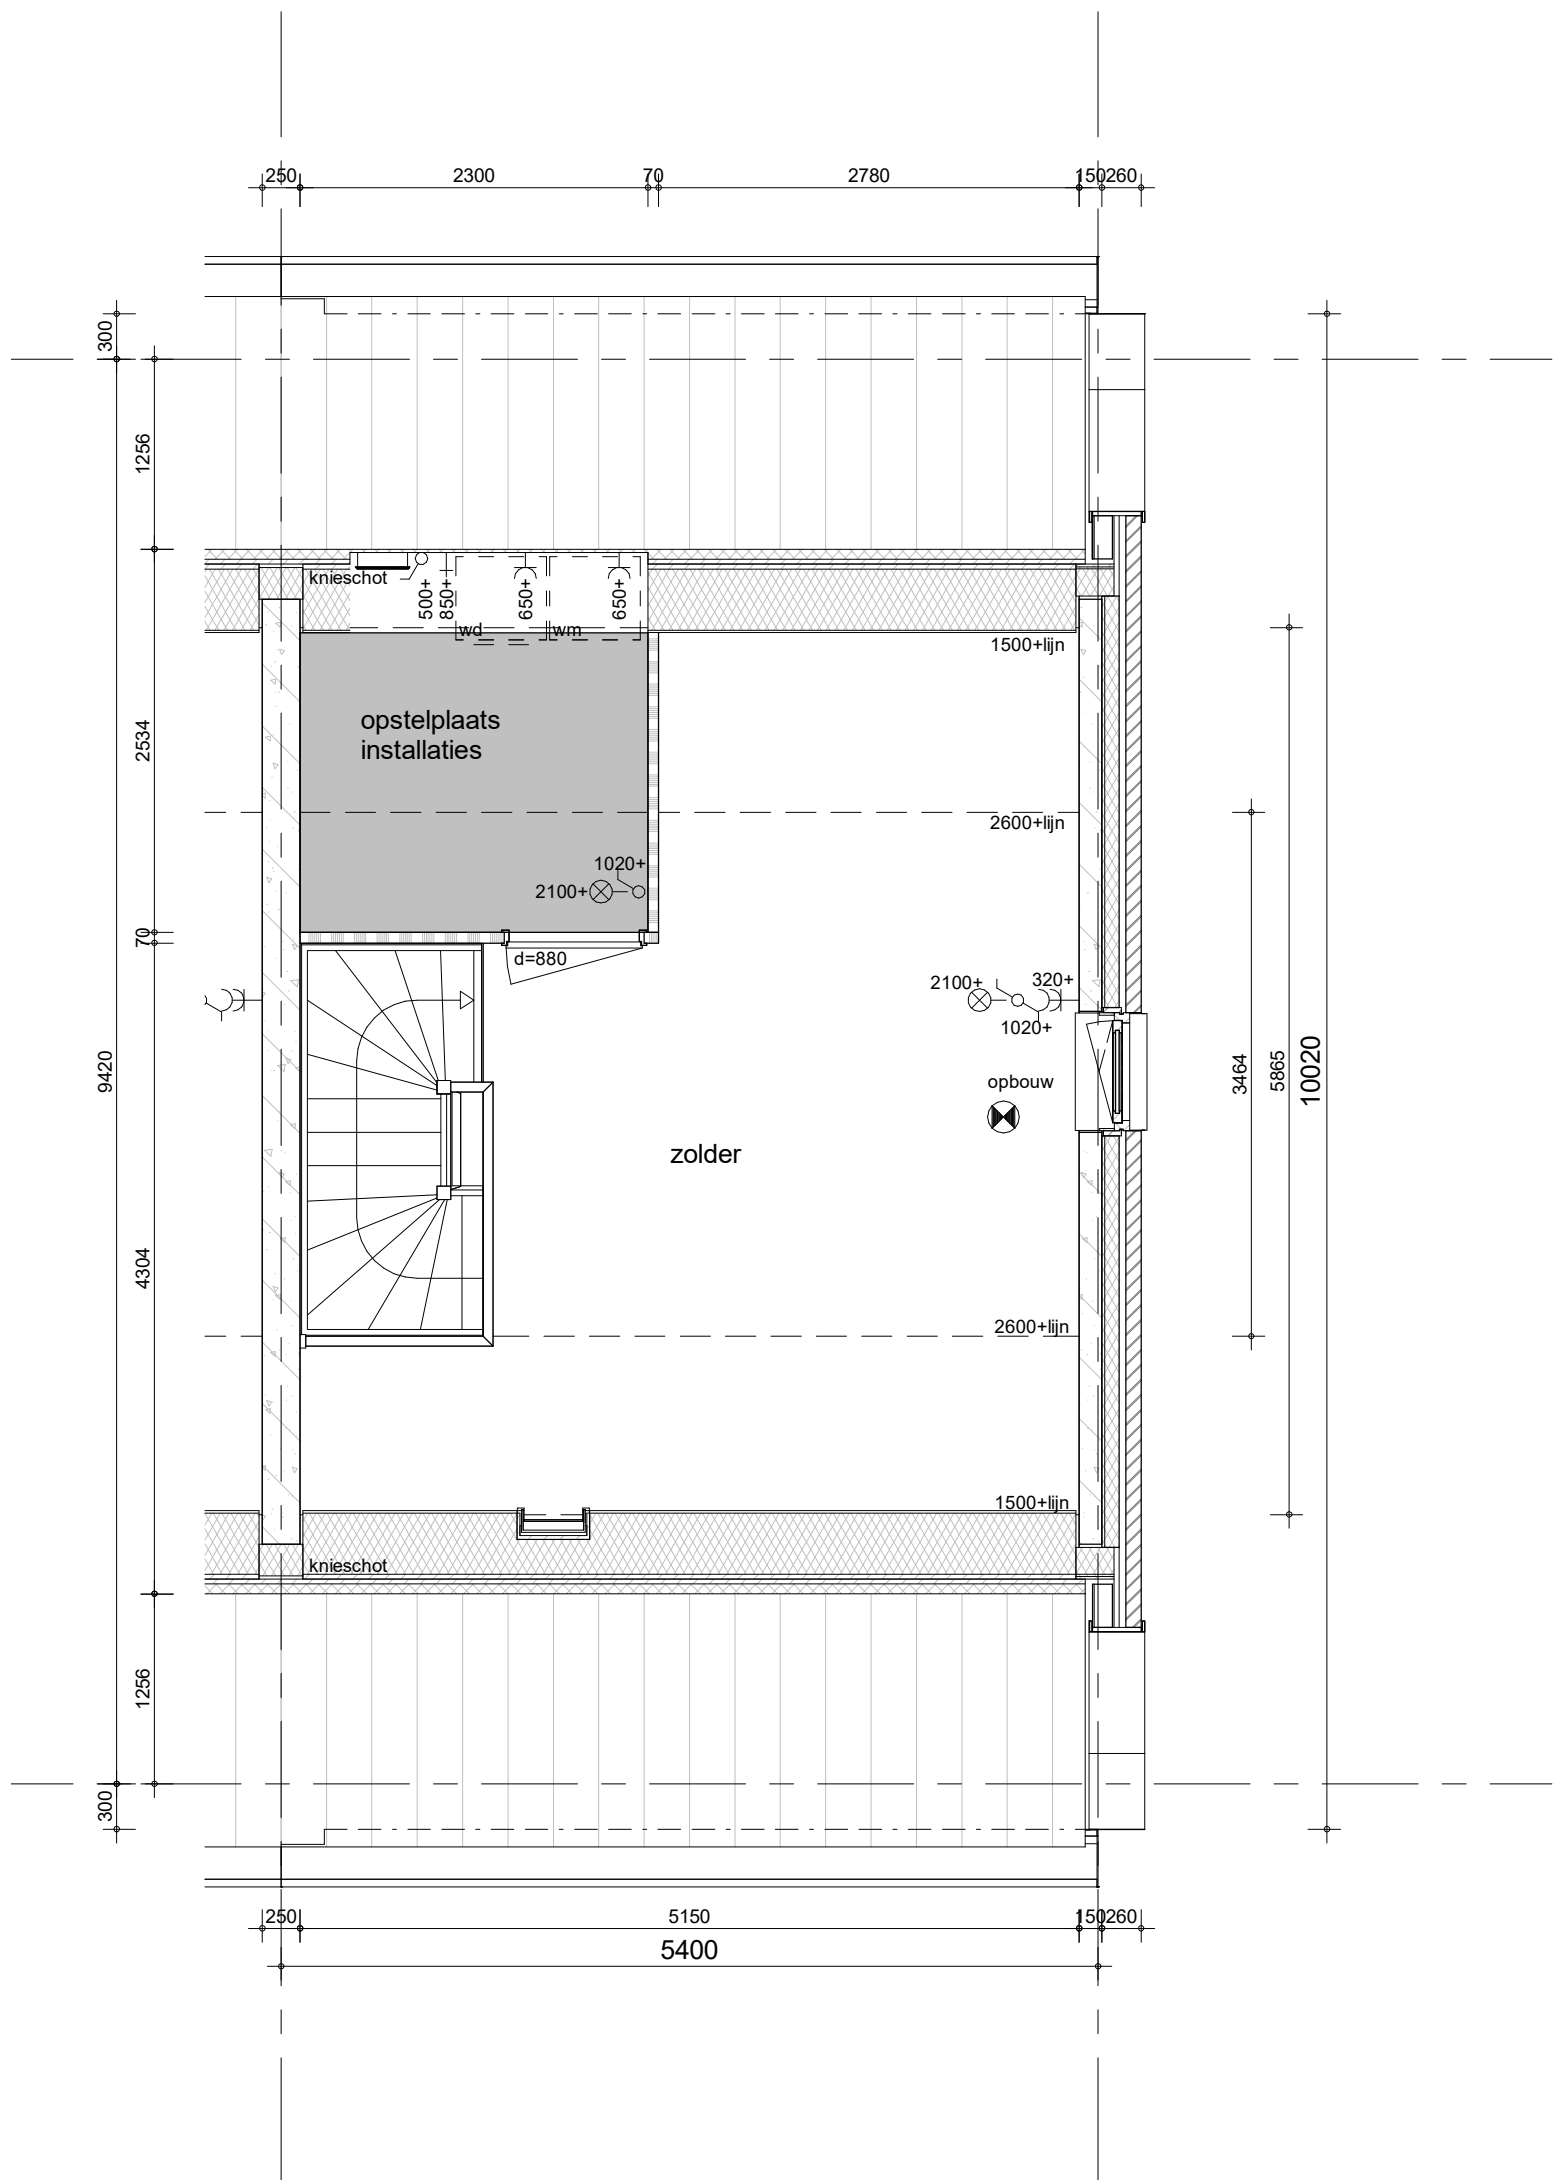 250
2300
70
2780
150
260
300
1256
knieschot
500+
850+
650+
650+
wd
wm
1500+lijn
opstelplaats
installaties
2534
2600+lijn
1020+
2100+
70
d=880
2100+
320+
1020+
opbouw
9420
3464
5865
10020
zolder
4304
2600+lijn
1500+lijn
knieschot
1256
300
250
5150
150
260
5400